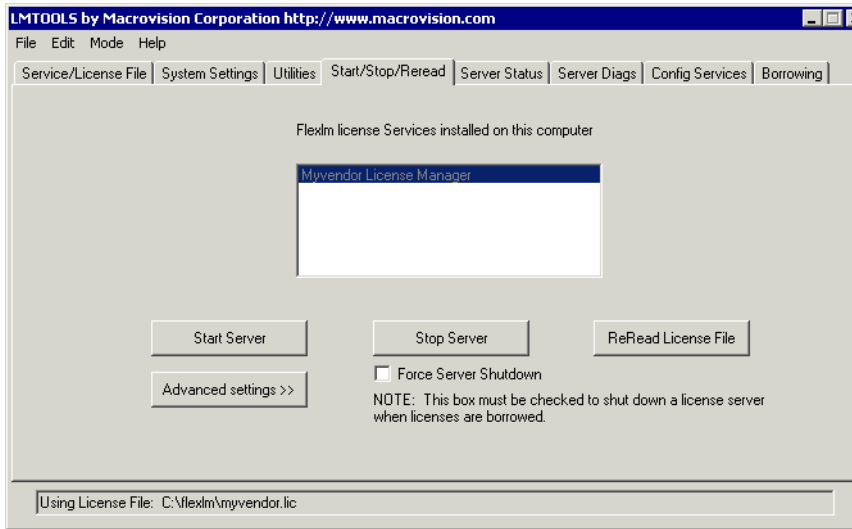 LMTOOLS by Macrovision Corporation http://www.macrovision.com
File Edit Mode Help
Service/License File System Settings Utilities Start/Stop/Reread Server Status Server Diags Config Services Borrowing
Flexlm license Services installed on this computer
Myvendor License Manager
Start Server Stop Server ReRead License File
Advanced settings >> Force Server Shutdown
NOTE: This box must be checked to shut down a license server
when licenses are borrowed.
Using License File: C:\flexlm\myvendor.lic